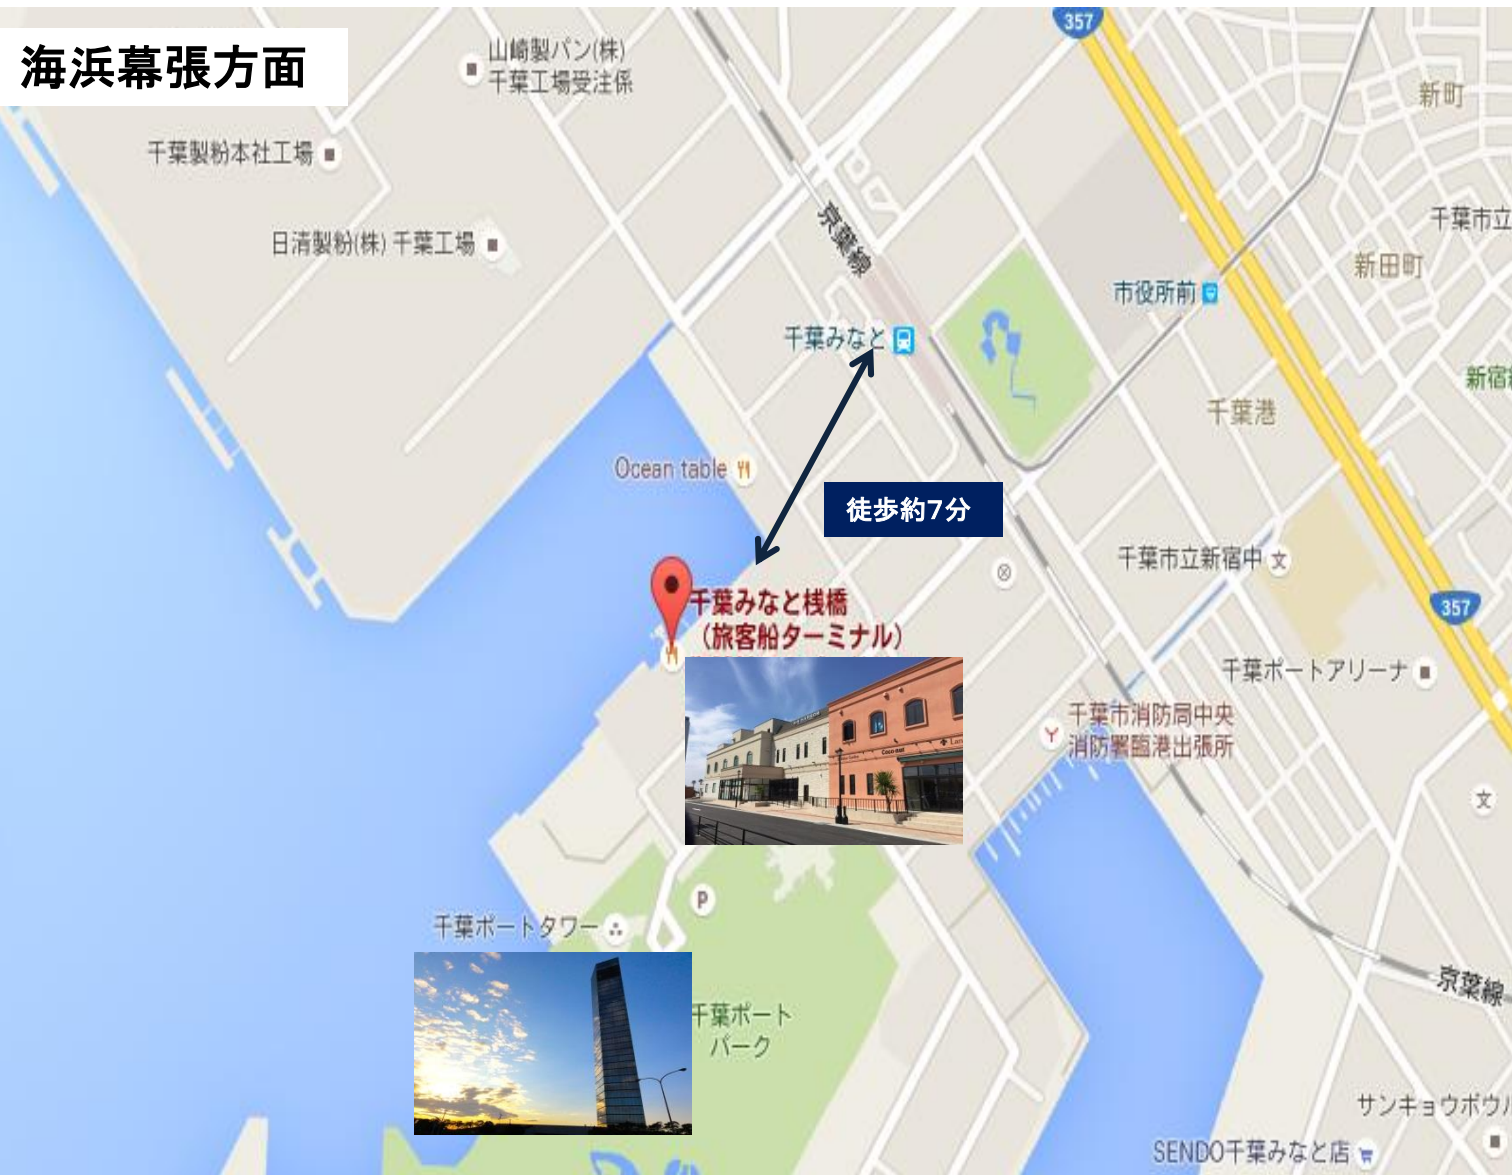 海浜幕張方面
山崎製パン(株)
千葉工場受注係
357
新町
千葉製粉本社工場
千葉市立
京葉線
日清製粉(株) 千葉工場
新田町
市役所前
千葉みなと
新宿
千葉港
Ocean table
徒歩約7分
千葉市立新宿中
文
千葉みなと桟橋
（旅客船ターミナル）
357
千葉ポートアリーナ
千葉市消防局中央
消防署臨港出張所
文
P
千葉ポートタワー
京葉線
千葉ポート
パーク
サンキョウボウル
SENDO千葉みなと店